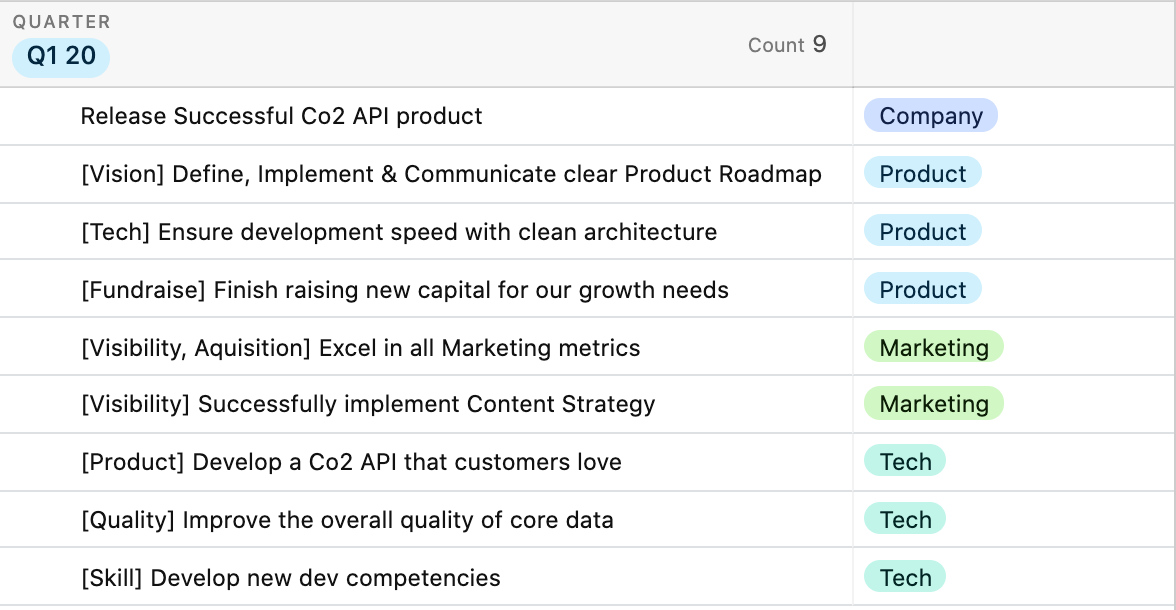 QUARTER
Q1 20
Count 9
Release Successful Co2 API product Company
[Vision] Define, Implement & Communicate clear Product Roadmap Product
[Tech] Ensure development speed with clean architecture Product
[Fundraise] Finish raising new capital for our growth needs Product
[Visibility, Aquisition] Excel in all Marketing metrics Marketing
[Visibility] Successfully implement Content Strategy Marketing
[Product] Develop a Co2 API that customers love Tech
[Quality] Improve the overall quality of core data Tech
[Skill] Develop new dev competencies Tech